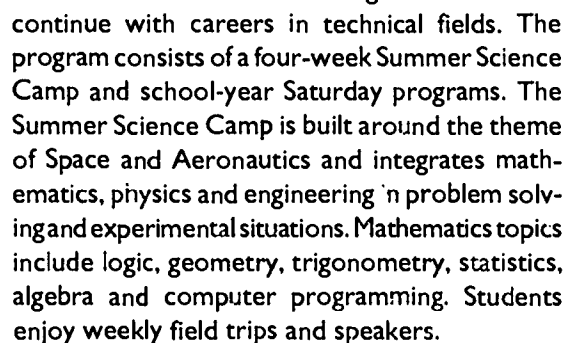 continue with careers in technical fields. The
program consists of a four-week Summer Science
Camp and school-year Saturday programs. The
Summer Science Camp is built around the theme
of Space and Aeronautics and integrates math-
ematics, physics and engineering 'n problem solv-
ing and experimental situations. Mathematics topics
include logic, geometry, trigonometry, statistics,
algebra and computer programming. Students
enjoy weekly field trips and speakers.